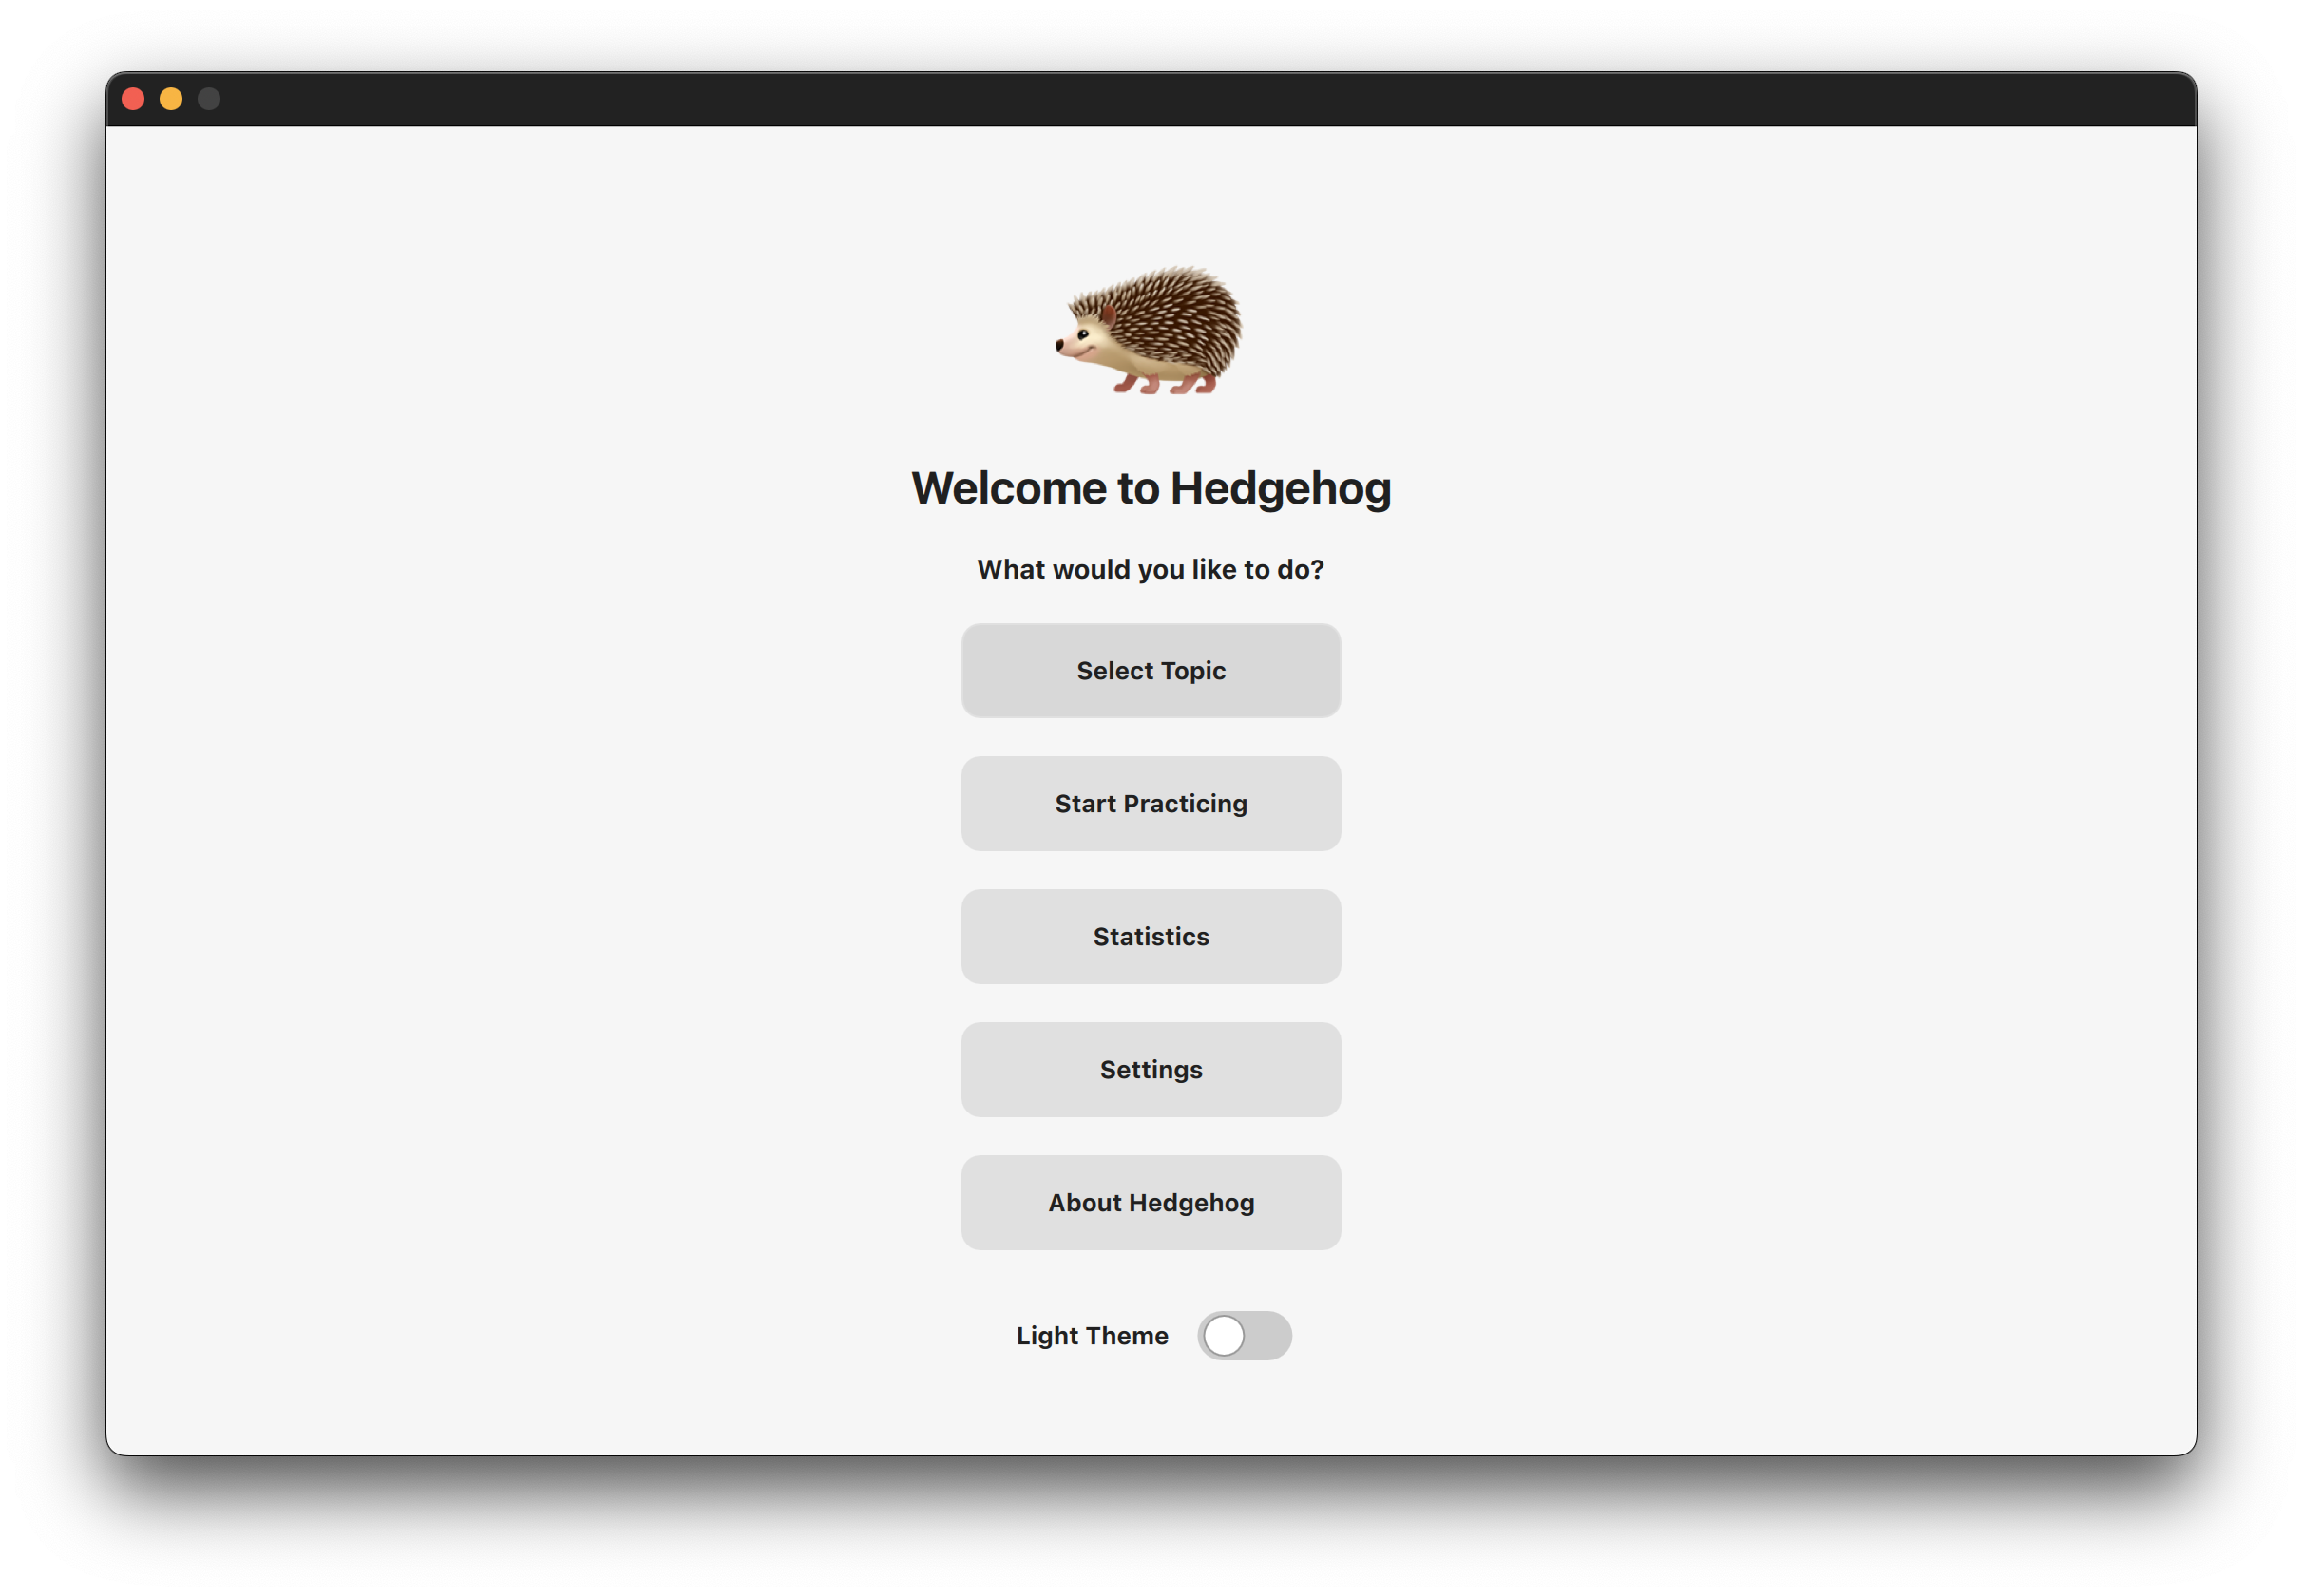 Welcome to Hedgehog
What would you like to do?
Select Topic
Start Practicing
Statistics
Settings
About Hedgehog
Light Theme